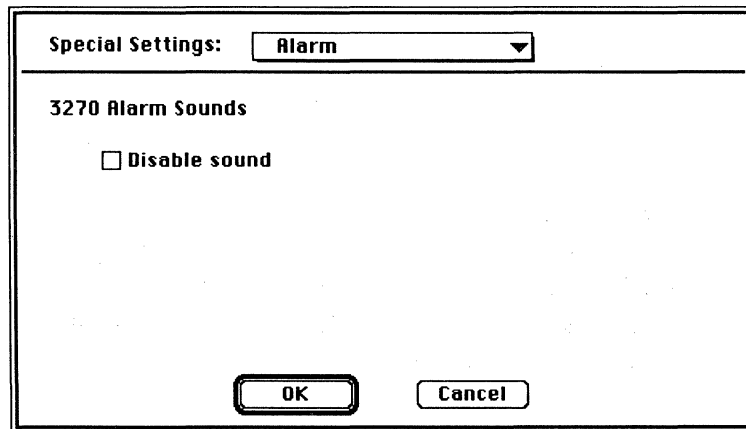 Special Settings: Alarm
3270 Alarm Sounds
Disable sound
OK Cancel